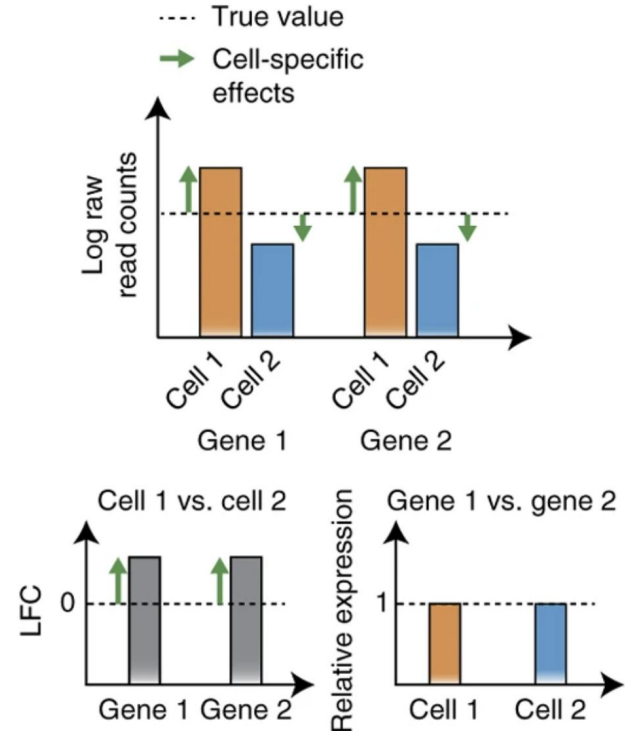 True value
Cell-specific
effects
Log raw
read counts
Cell 1
Cell 2
Cell 1
Cell 2
Gene 1
Gene 2
Cell 1 vs. cell 2
LFC
0
Gene 1 Gene 2
Gene 1 vs. gene 2
Relative expression
1
Cell 1
Cell 2